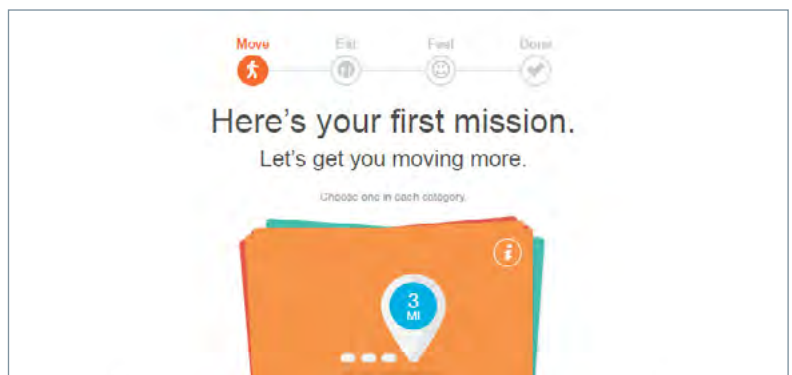 Move Eat Feel Done
Here's your first mission.
Let's get you moving more.
Choose one in each category.
i
3
MI